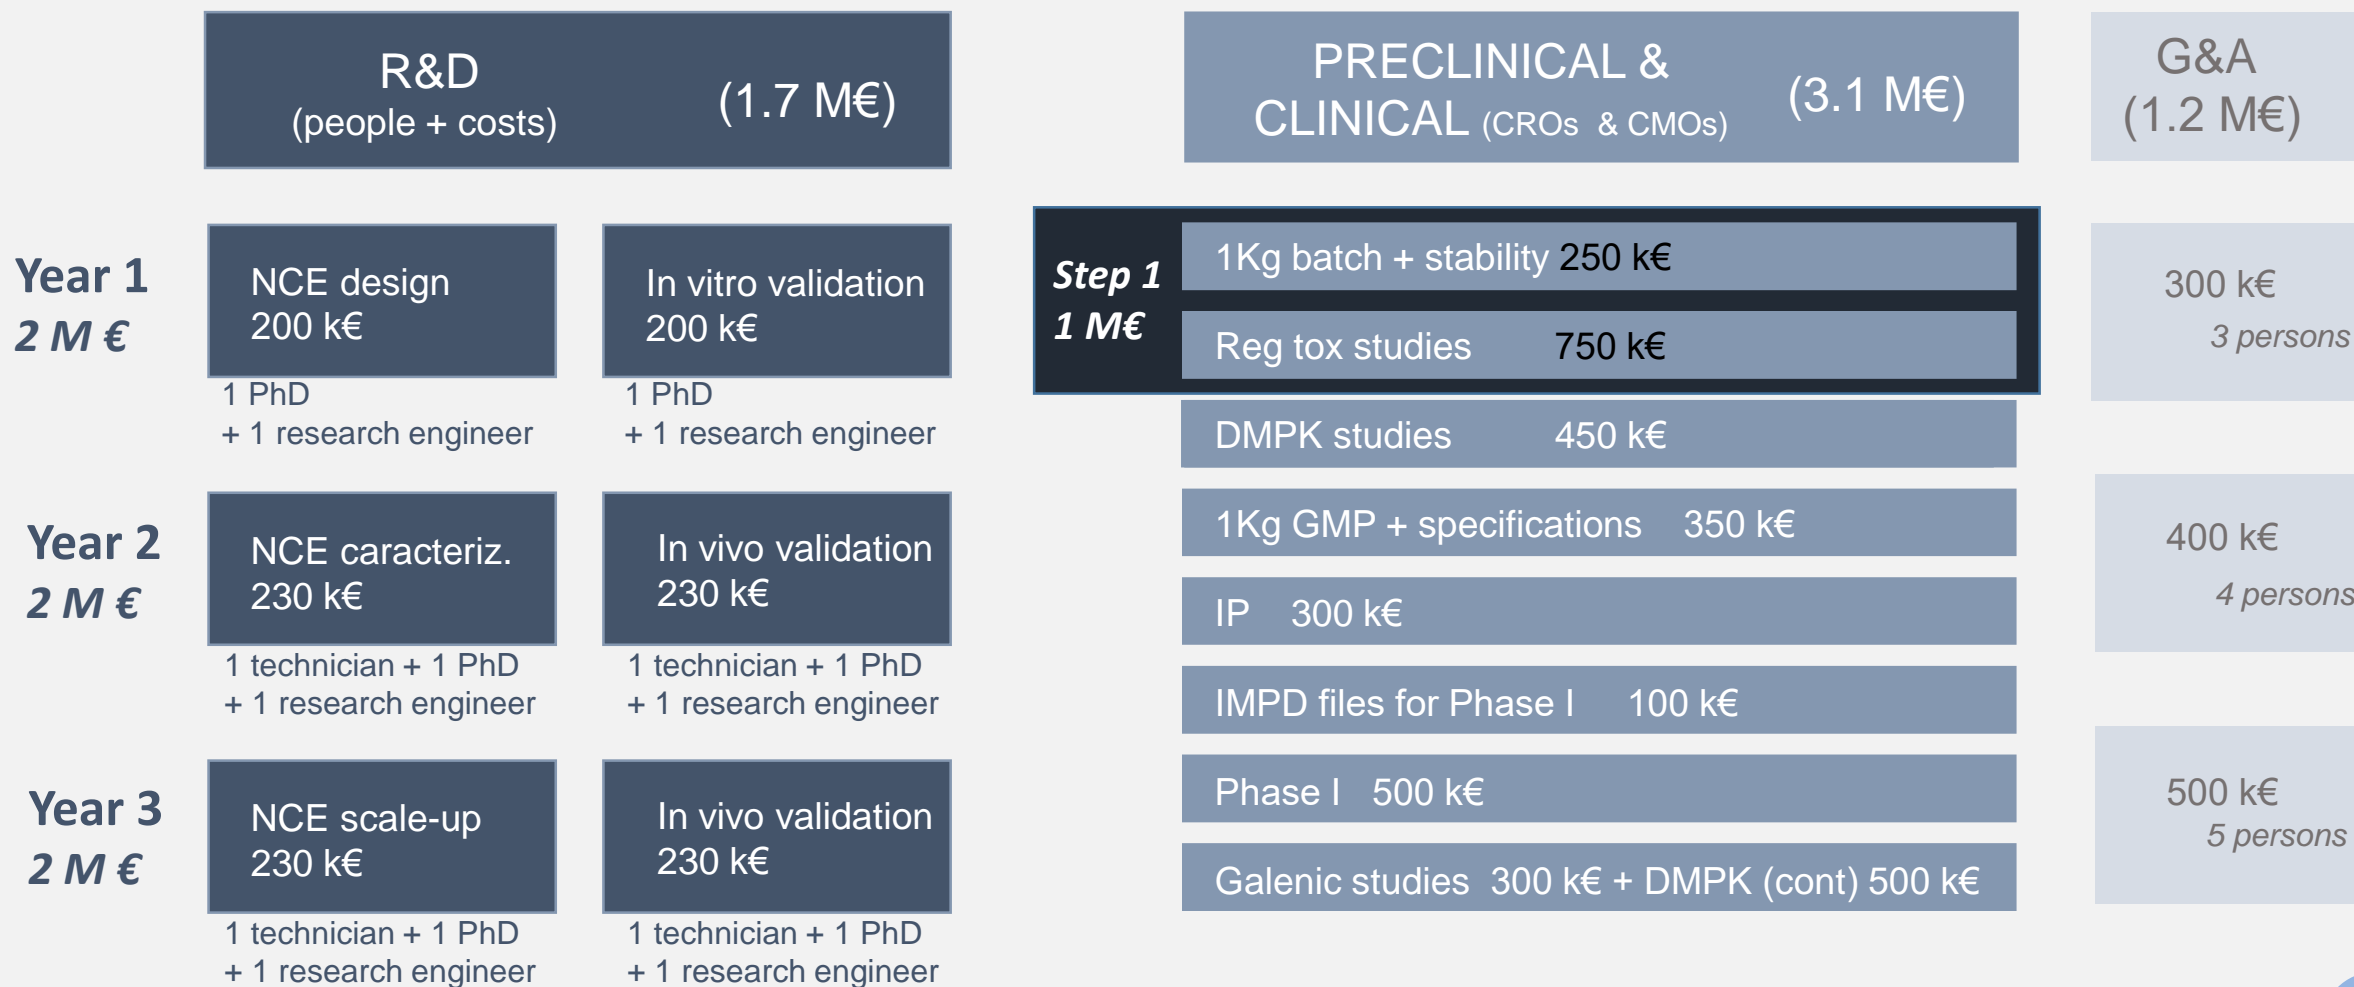 R&D
(people + costs)
(1.7 M€)
PRECLINICAL &
CLINICAL (CROs & CMOs)
(3.1 M€)
G&A
(1.2 M€)
Year 1
2 M €
NCE design
200 k€
1 PhD
+ 1 research engineer
In vitro validation
200 k€
1 PhD
+ 1 research engineer
Step 1
1 M€
1Kg batch + stability 250 k€
Reg tox studies 750 k€
DMPK studies 450 k€
300 k€
3 persons
Year 2
2 M €
NCE caracteriz.
230 k€
1 technician + 1 PhD
+ 1 research engineer
In vivo validation
230 k€
1 technician + 1 PhD
+ 1 research engineer
1Kg GMP + specifications 350 k€
IP 300 k€
IMPD files for Phase I 100 k€
400 k€
4 persons
Year 3
2 M €
NCE scale-up
230 k€
1 technician + 1 PhD
+ 1 research engineer
In vivo validation
230 k€
1 technician + 1 PhD
+ 1 research engineer
Phase I 500 k€
Galenic studies 300 k€ + DMPK (cont) 500 k€
500 k€
5 persons